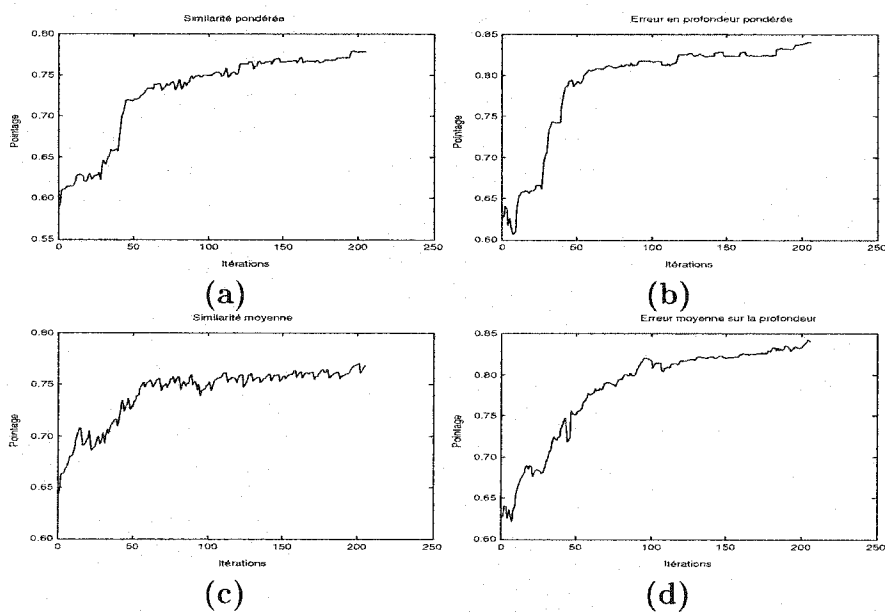 Similarité pondérée
0.80
0.75
0.70
0.65
0.60
0.55
Pointage
0 50 100 150 200 250
Itérations
(a)
Erreur en profondeur pondérée
0.85
0.80
0.75
0.70
0.65
0.60
Pointage
0 50 100 150 200 250
Itérations
(b)
Similarité moyenne
0.80
0.75
0.70
0.65
0.60
Pointage
0 50 100 150 200 250
Itérations
(c)
Erreur moyenne sur la profondeur
0.85
0.80
0.75
0.70
0.65
0.60
Pointage
0 50 100 150 200 250
Itérations
(d)